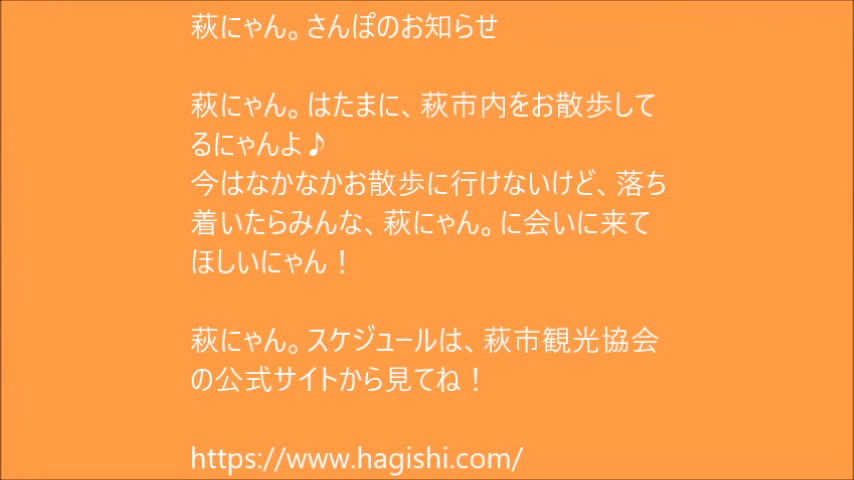 萩にゃん。さんぽのお知らせ
萩にゃん。はたまに、萩市内をお散歩して
るにゃんよ♪
今はなかなかお散歩に行けないけど、落ち
着いたらみんな、萩にゃん。に会いに来て
ほしいにゃん！
萩にゃん。スケジュールは、萩市観光協会
の公式サイトから見てね！
https://www.hagishi.com/